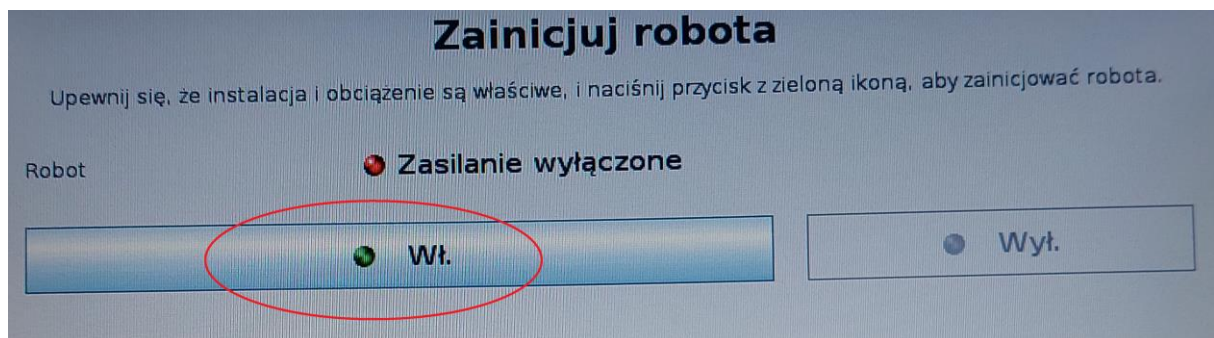 Zainicjuj robota
Upewnij się, że instalacja i obciążenie są właściwe, i naciśnij przycisk z zieloną ikoną, aby zainicjować robota.
Robot Zasilanie wyłączone
Wł. Wył.